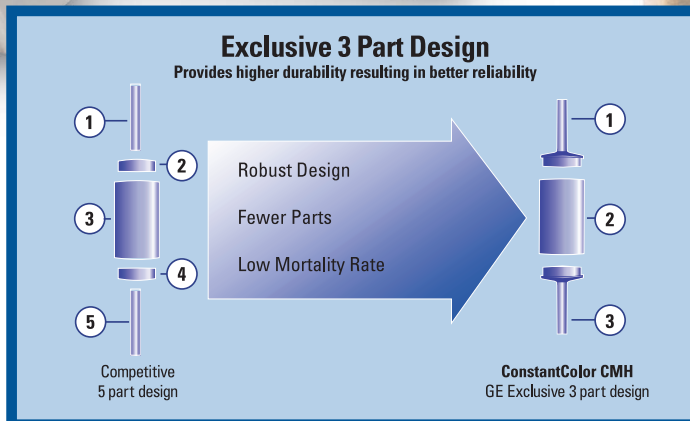 Exclusive 3 Part Design
Provides higher durability resulting in better reliability
1
2
3
4
5
Robust Design
Fewer Parts
Low Mortality Rate
1
2
3
Competitive
5 part design
ConstantColor CMH
GE Exclusive 3 part design